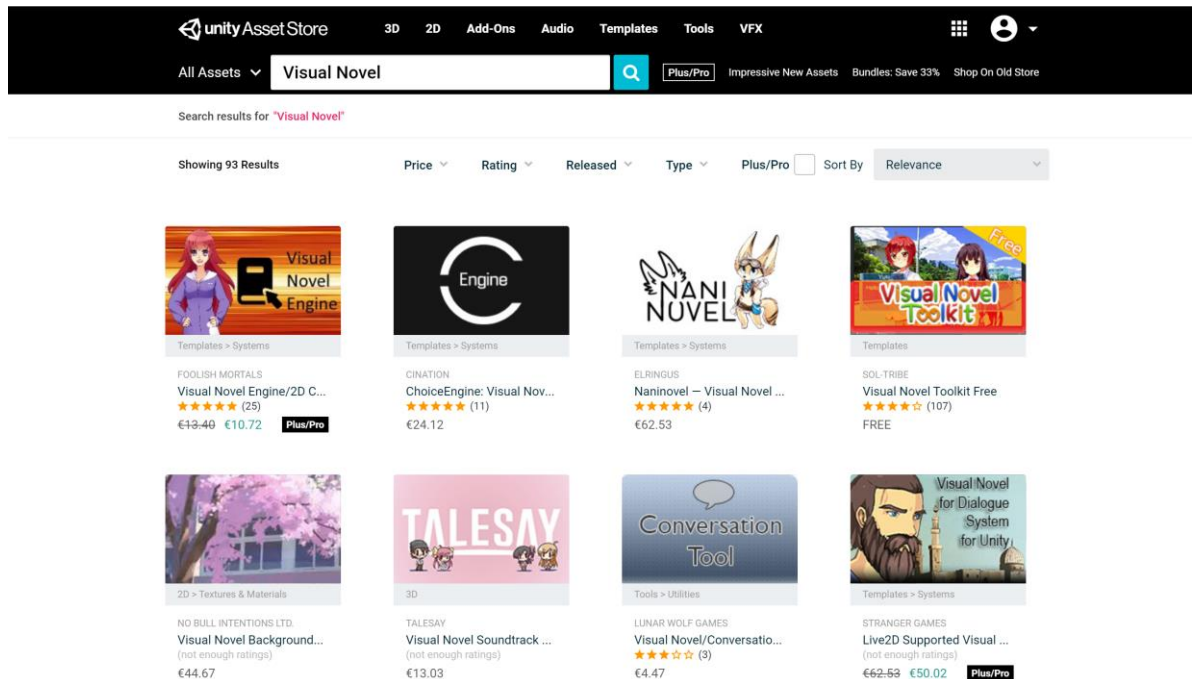 unity Asset Store
3D 2D Add-Ons Audio Templates Tools VFX
All Assets Visual Novel Plus/Pro Impressive New Assets Bundles: Save 33% Shop On Old Store
Search results for "Visual Novel"
Showing 93 Results Price Rating Released Type Plus/Pro Sort By Relevance
Visual
Novel
Engine
Engine
NANI
NOVEL
Free
Visual Novel
Toolkit
Templates > Systems Templates > Systems Templates > Systems Templates
FOOLISH MORTALS CINATION ELRINGUS SOL-TRIBE
Visual Novel Engine/2D C... ChoiceEngine: Visual Nov... Naninovel — Visual Novel ... Visual Novel Toolkit Free
(25) (11) (4) (107)
€13.40 €10.72 Plus/Pro €24.12 €62.53 FREE
TALESAY
Conversation
Tool
Visual Novel
for Dialogue
System
for Unity
2D > Textures & Materials 3D Tools > Utilities Templates > Systems
NO BULL INTENTIONS LTD. TALESAY LUNAR WOLF GAMES STRANGER GAMES
Visual Novel Background... Visual Novel Soundtrack ... Visual Novel/Conversatio... Live2D Supported Visual ...
(not enough ratings) (not enough ratings) (3) (not enough ratings)
€44.67 €13.03 €4.47 €62.53 €50.02 Plus/Pro